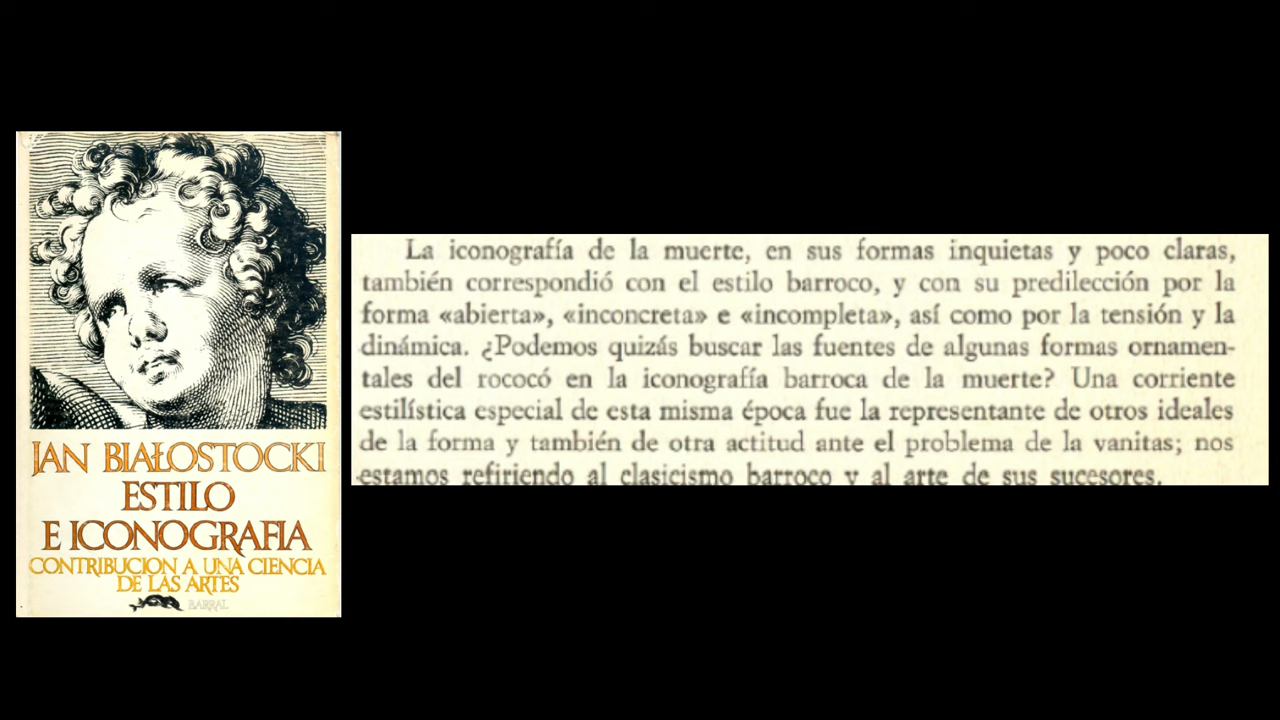 JAN BIAŁOSTOCKI
ESTILO
E ICONOGRAFIA
CONTRIBUCION A UNA CIENCIA
DE LAS ARTES
BARRAL
La iconografía de la muerte, en sus formas inquietas y poco claras,
también correspondió con el estilo barroco, y con su predilección por la
forma «abierta», «inconcreta» e «incompleta», así como por la tensión y la
dinámica. ¿Podemos quizás buscar las fuentes de algunas formas ornamen-
tales del rococó en la iconografía barroca de la muerte? Una corriente
estilística especial de esta misma época fue la representante de otros ideales
de la forma y también de otra actitud ante el problema de la vanitas; nos
estamos refiriendo al clasicismo barroco y al arte de sus sucesores.